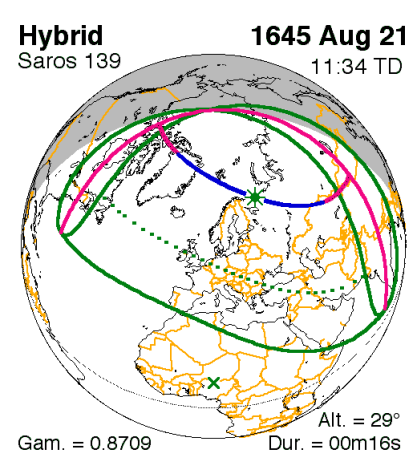 Hybrid
1645 Aug 21
Saros 139
11:34 TD
Alt. = 29°
Gam. = 0.8709
Dur. = 00m16s